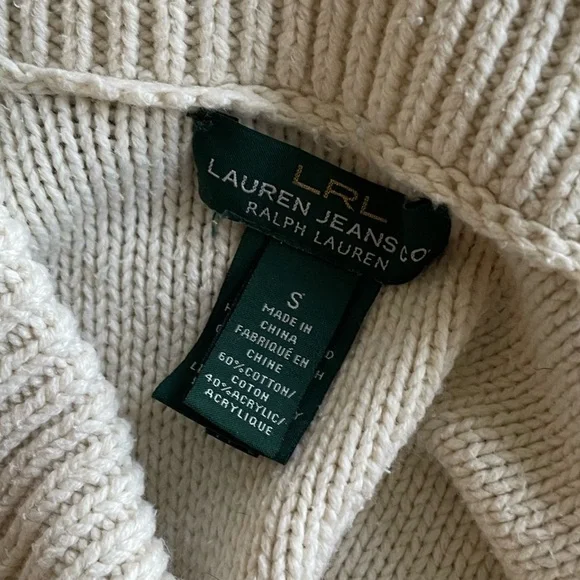 LRL
LAUREN JEANS CO
RALPH LAUREN
S
MADE IN
CHINA
FABRIQUÉ EN
CHINE
60%COTTON/
COTON
40%ACRYLIC/
ACRYLIQUE